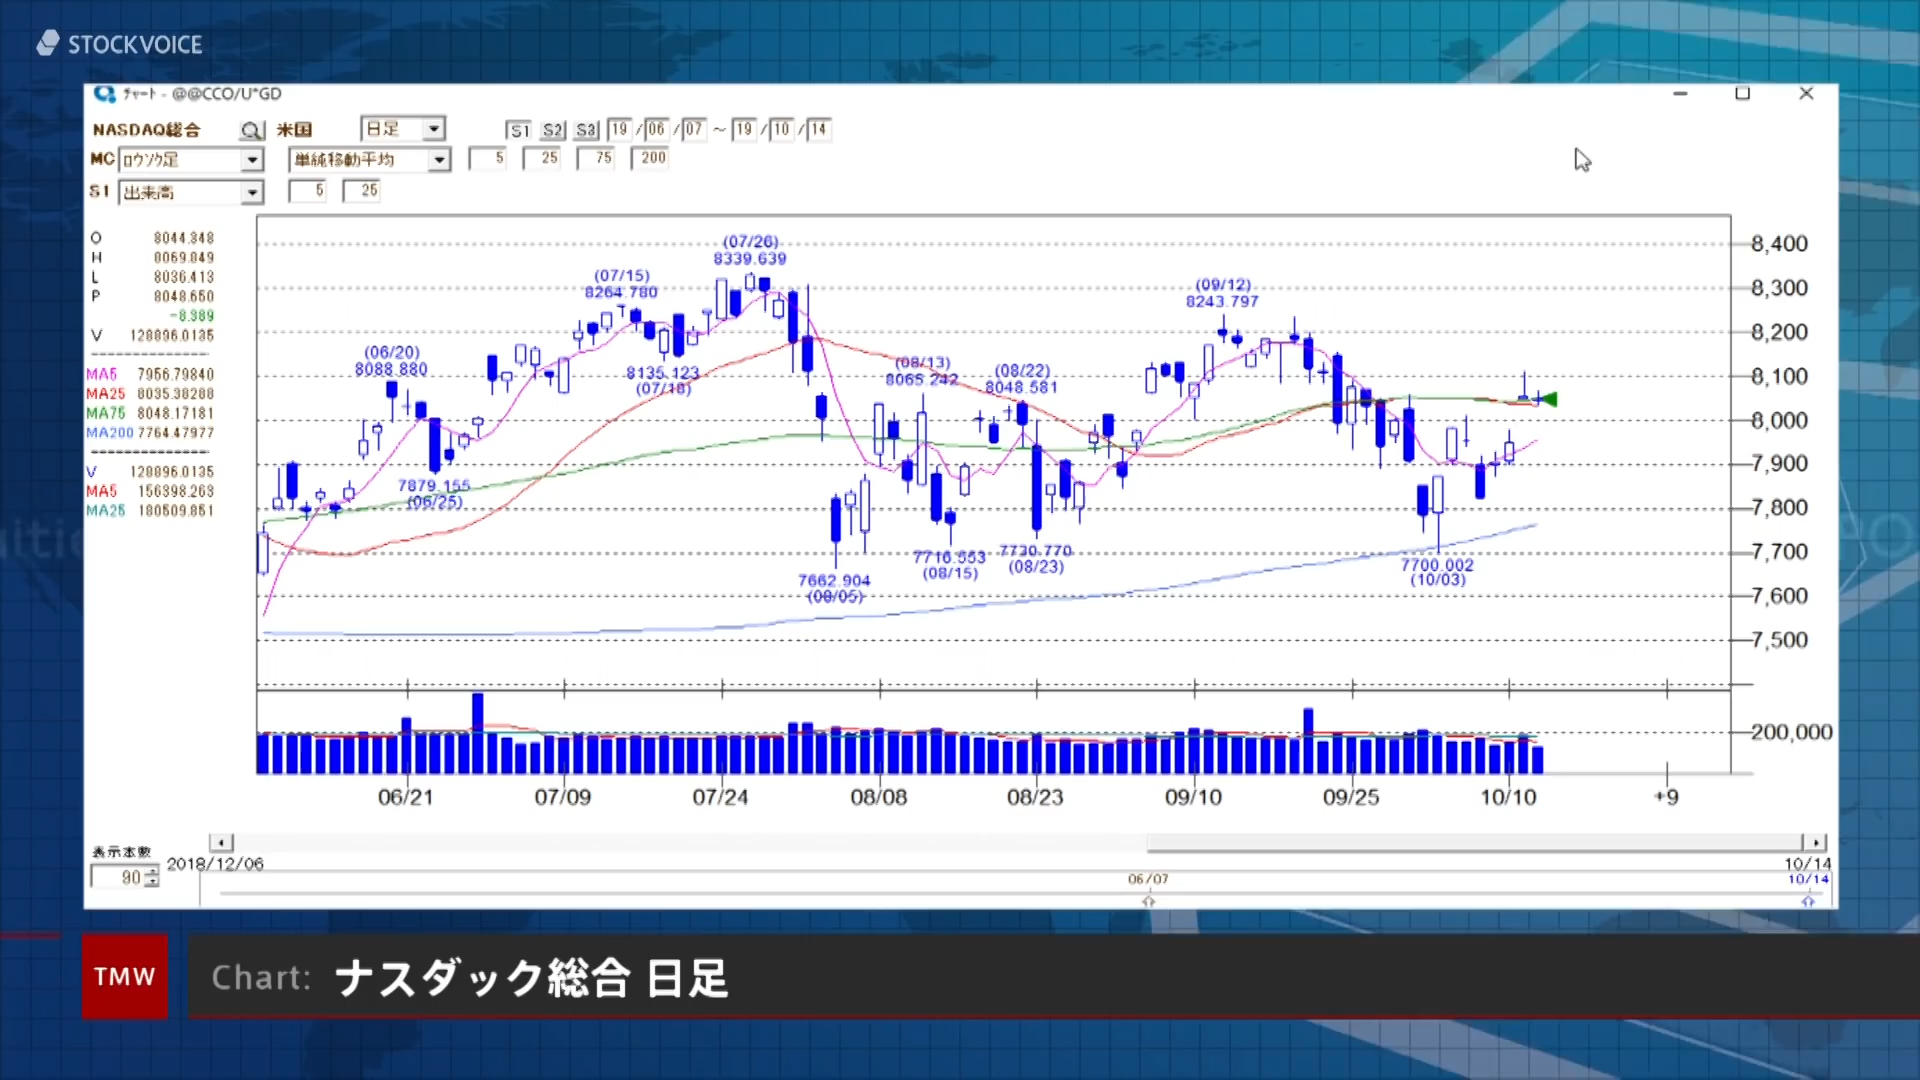 STOCKVOICE
チャート - @@CCO/U*GD
NASDAQ総合 米国 日足 S1 S2 S3 19 / 06 / 07 ~ 19 / 10 / 14
MC ロウソク足 単純移動平均 5 25 75 200
S1 出来高 5 25
O 8044.348
H 8069.849
L 8036.413
P 8048.650
-8.389
V 128896.0135
MA5 7956.79840
MA25 8035.38288
MA75 8048.17181
MA200 7764.47977
V 128896.0135
MA5 156398.263
MA25 180509.851
(06/20)
8088.880
7879.155
(06/25)
(07/15)
8264.780
8135.123
(07/18)
(07/26)
8339.639
7662.904
(08/05)
(08/13)
8065.242
7716.553
(08/15)
(08/22)
8048.581
7730.770
(08/23)
(09/12)
8243.797
7700.002
(10/03)
8,400
8,300
8,200
8,100
8,000
7,900
7,800
7,700
7,600
7,500
200,000
06/21 07/09 07/24 08/08 08/23 09/10 09/25 10/10 +9
表示本数
90
2018/12/06 10/14
06/07 10/14
TMW Chart: ナスダック総合 日足